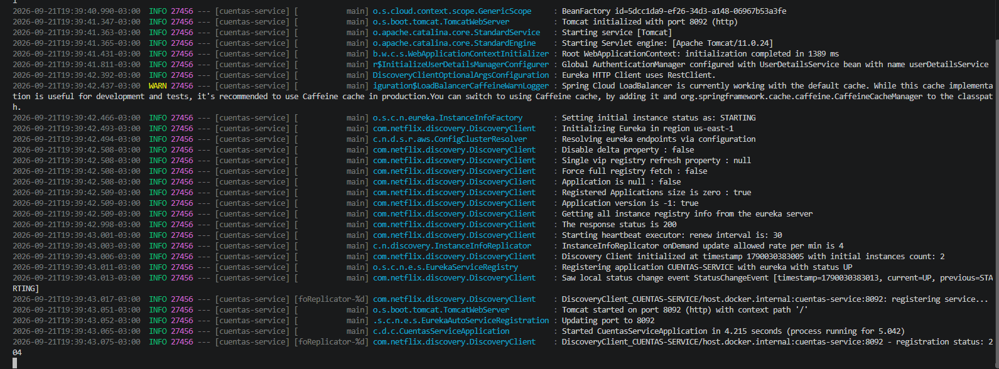 1
2026-09-21T19:39:40.990-03:00  INFO 27456 --- [cuentas-service] [           main] o.s.cloud.context.scope.GenericScope     : BeanFactory id=5dcc1da9-ef26-34d3-a148-06967b53a3fe
2026-09-21T19:39:41.347-03:00  INFO 27456 --- [cuentas-service] [           main] o.s.boot.tomcat.TomcatWebServer          : Tomcat initialized with port 8092 (http)
2026-09-21T19:39:41.363-03:00  INFO 27456 --- [cuentas-service] [           main] o.apache.catalina.core.StandardService   : Starting service [Tomcat]
2026-09-21T19:39:41.365-03:00  INFO 27456 --- [cuentas-service] [           main] o.apache.catalina.core.StandardEngine    : Starting Servlet engine: [Apache Tomcat/11.0.24]
2026-09-21T19:39:41.431-03:00  INFO 27456 --- [cuentas-service] [           main] b.w.c.s.WebApplicationContextInitializer : Root WebApplicationContext: initialization completed in 1389 ms
2026-09-21T19:39:41.811-03:00  INFO 27456 --- [cuentas-service] [           main] r$InitializeUserDetailsManagerConfigurer : Global AuthenticationManager configured with UserDetailsService bean with name userDetailsService
2026-09-21T19:39:42.392-03:00  INFO 27456 --- [cuentas-service] [           main] DiscoveryClientOptionalArgsConfiguration : Eureka HTTP Client uses RestClient.
2026-09-21T19:39:42.437-03:00  WARN 27456 --- [cuentas-service] [           main] iguration$LoadBalancerCaffeineWarnLogger : Spring Cloud LoadBalancer is currently working with the default cache. While this cache implementa
tion is useful for development and tests, it's recommended to use Caffeine cache in production.You can switch to using Caffeine cache, by adding it and org.springframework.cache.caffeine.CaffeineCacheManager to the classpat
h.
2026-09-21T19:39:42.466-03:00  INFO 27456 --- [cuentas-service] [           main] o.s.c.n.eureka.InstanceInfoFactory       : Setting initial instance status as: STARTING
2026-09-21T19:39:42.493-03:00  INFO 27456 --- [cuentas-service] [           main] com.netflix.discovery.DiscoveryClient    : Initializing Eureka in region us-east-1
2026-09-21T19:39:42.494-03:00  INFO 27456 --- [cuentas-service] [           main] c.n.d.s.r.aws.ConfigClusterResolver      : Resolving eureka endpoints via configuration
2026-09-21T19:39:42.508-03:00  INFO 27456 --- [cuentas-service] [           main] com.netflix.discovery.DiscoveryClient    : Disable delta property : false
2026-09-21T19:39:42.508-03:00  INFO 27456 --- [cuentas-service] [           main] com.netflix.discovery.DiscoveryClient    : Single vip registry refresh property : null
2026-09-21T19:39:42.508-03:00  INFO 27456 --- [cuentas-service] [           main] com.netflix.discovery.DiscoveryClient    : Force full registry fetch : false
2026-09-21T19:39:42.508-03:00  INFO 27456 --- [cuentas-service] [           main] com.netflix.discovery.DiscoveryClient    : Application is null : false
2026-09-21T19:39:42.509-03:00  INFO 27456 --- [cuentas-service] [           main] com.netflix.discovery.DiscoveryClient    : Registered Applications size is zero : true
2026-09-21T19:39:42.509-03:00  INFO 27456 --- [cuentas-service] [           main] com.netflix.discovery.DiscoveryClient    : Application version is -1: true
2026-09-21T19:39:42.509-03:00  INFO 27456 --- [cuentas-service] [           main] com.netflix.discovery.DiscoveryClient    : Getting all instance registry info from the eureka server
2026-09-21T19:39:42.998-03:00  INFO 27456 --- [cuentas-service] [           main] com.netflix.discovery.DiscoveryClient    : The response status is 200
2026-09-21T19:39:43.001-03:00  INFO 27456 --- [cuentas-service] [           main] com.netflix.discovery.DiscoveryClient    : Starting heartbeat executor: renew interval is: 30
2026-09-21T19:39:43.003-03:00  INFO 27456 --- [cuentas-service] [           main] c.n.discovery.InstanceInfoReplicator     : InstanceInfoReplicator onDemand update allowed rate per min is 4
2026-09-21T19:39:43.006-03:00  INFO 27456 --- [cuentas-service] [           main] com.netflix.discovery.DiscoveryClient    : Discovery Client initialized at timestamp 1790030383005 with initial instances count: 2
2026-09-21T19:39:43.011-03:00  INFO 27456 --- [cuentas-service] [           main] o.s.c.n.e.s.EurekaServiceRegistry        : Registering application CUENTAS-SERVICE with eureka with status UP
2026-09-21T19:39:43.013-03:00  INFO 27456 --- [cuentas-service] [           main] com.netflix.discovery.DiscoveryClient    : Saw local status change event StatusChangeEvent [timestamp=1790030383013, current=UP, previous=STA
RTING]
2026-09-21T19:39:43.017-03:00  INFO 27456 --- [cuentas-service] [foReplicator-%d] com.netflix.discovery.DiscoveryClient    : DiscoveryClient_CUENTAS-SERVICE/host.docker.internal:cuentas-service:8092: registering service...
2026-09-21T19:39:43.051-03:00  INFO 27456 --- [cuentas-service] [           main] o.s.boot.tomcat.TomcatWebServer          : Tomcat started on port 8092 (http) with context path '/'
2026-09-21T19:39:43.052-03:00  INFO 27456 --- [cuentas-service] [           main] .s.c.n.e.s.EurekaAutoServiceRegistration : Updating port to 8092
2026-09-21T19:39:43.065-03:00  INFO 27456 --- [cuentas-service] [           main] c.d.c.CuentasServiceApplication          : Started CuentasServiceApplication in 4.215 seconds (process running for 5.042)
2026-09-21T19:39:43.075-03:00  INFO 27456 --- [cuentas-service] [foReplicator-%d] com.netflix.discovery.DiscoveryClient    : DiscoveryClient_CUENTAS-SERVICE/host.docker.internal:cuentas-service:8092 - registration status: 2
04